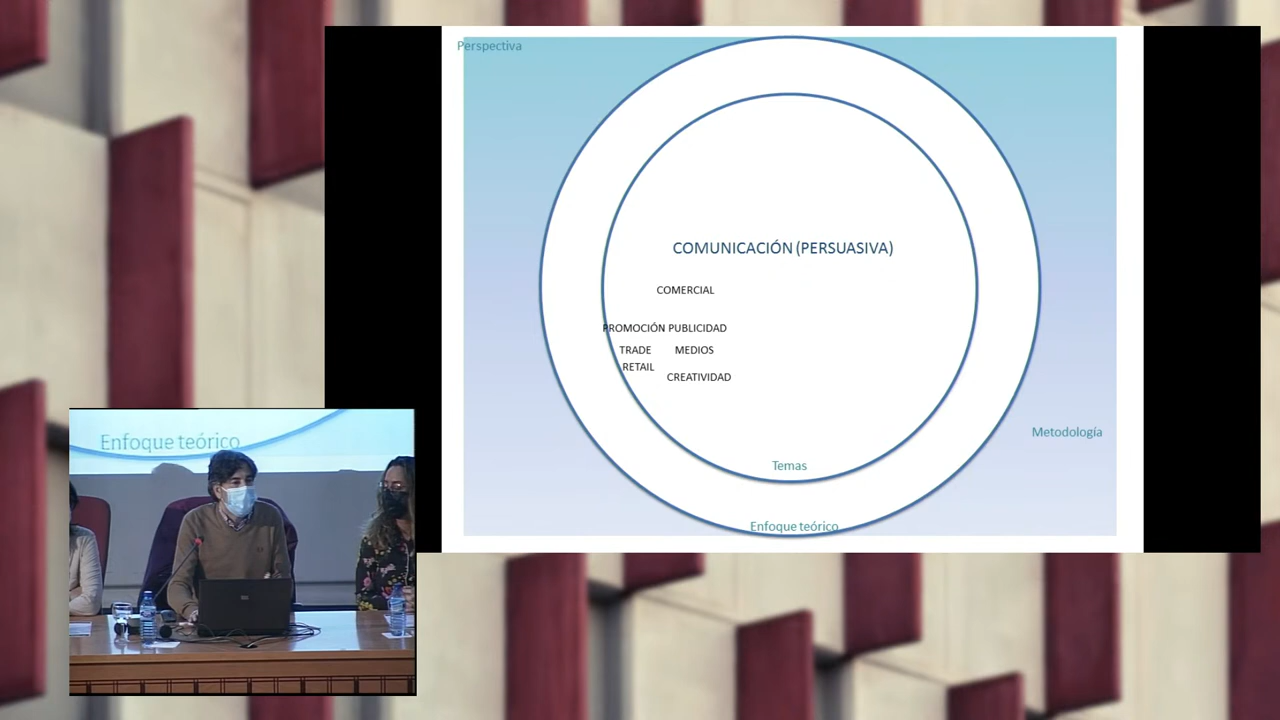 Perspectiva
COMUNICACIÓN (PERSUASIVA)
COMERCIAL
PROMOCIÓN PUBLICIDAD
TRADE MEDIOS
RETAIL
CREATIVIDAD
Metodología
Temas
Enfoque teórico
Enfoque teórico